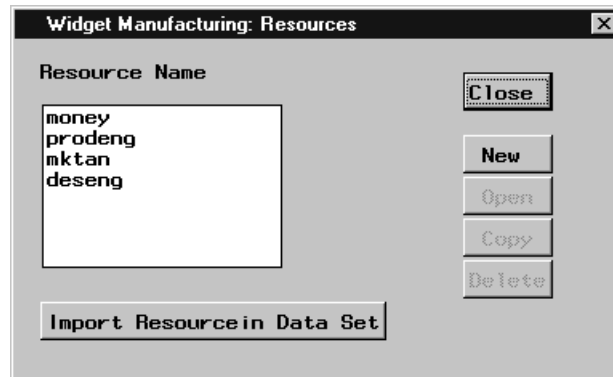 Widget Manufacturing: Resources
Resource Name
money
prodeng
mktan
deseng
Close
New
Open
Copy
Delete
Import Resourcein Data Set